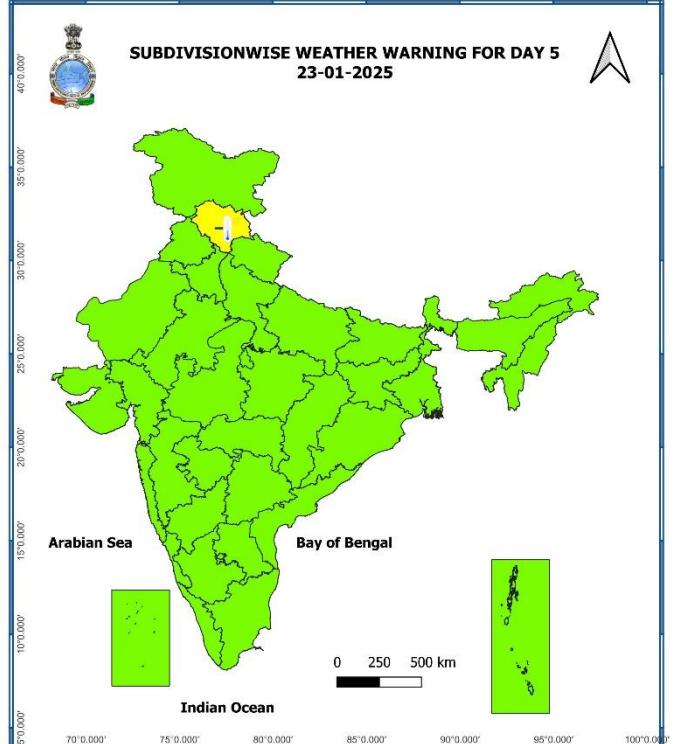 SUBDIVISIONWISE WEATHER WARNING FOR DAY 5
23-01-2025
40°0.000'
35°0.000'
30°0.000'
25°0.000'
20°0.000'
15°0.000'
10°0.000'
5°0.000'
Arabian Sea
Bay of Bengal
0 250 500 km
Indian Ocean
70°0.000' 75°0.000' 80°0.000' 85°0.000' 90°0.000' 95°0.000' 100°0.000'